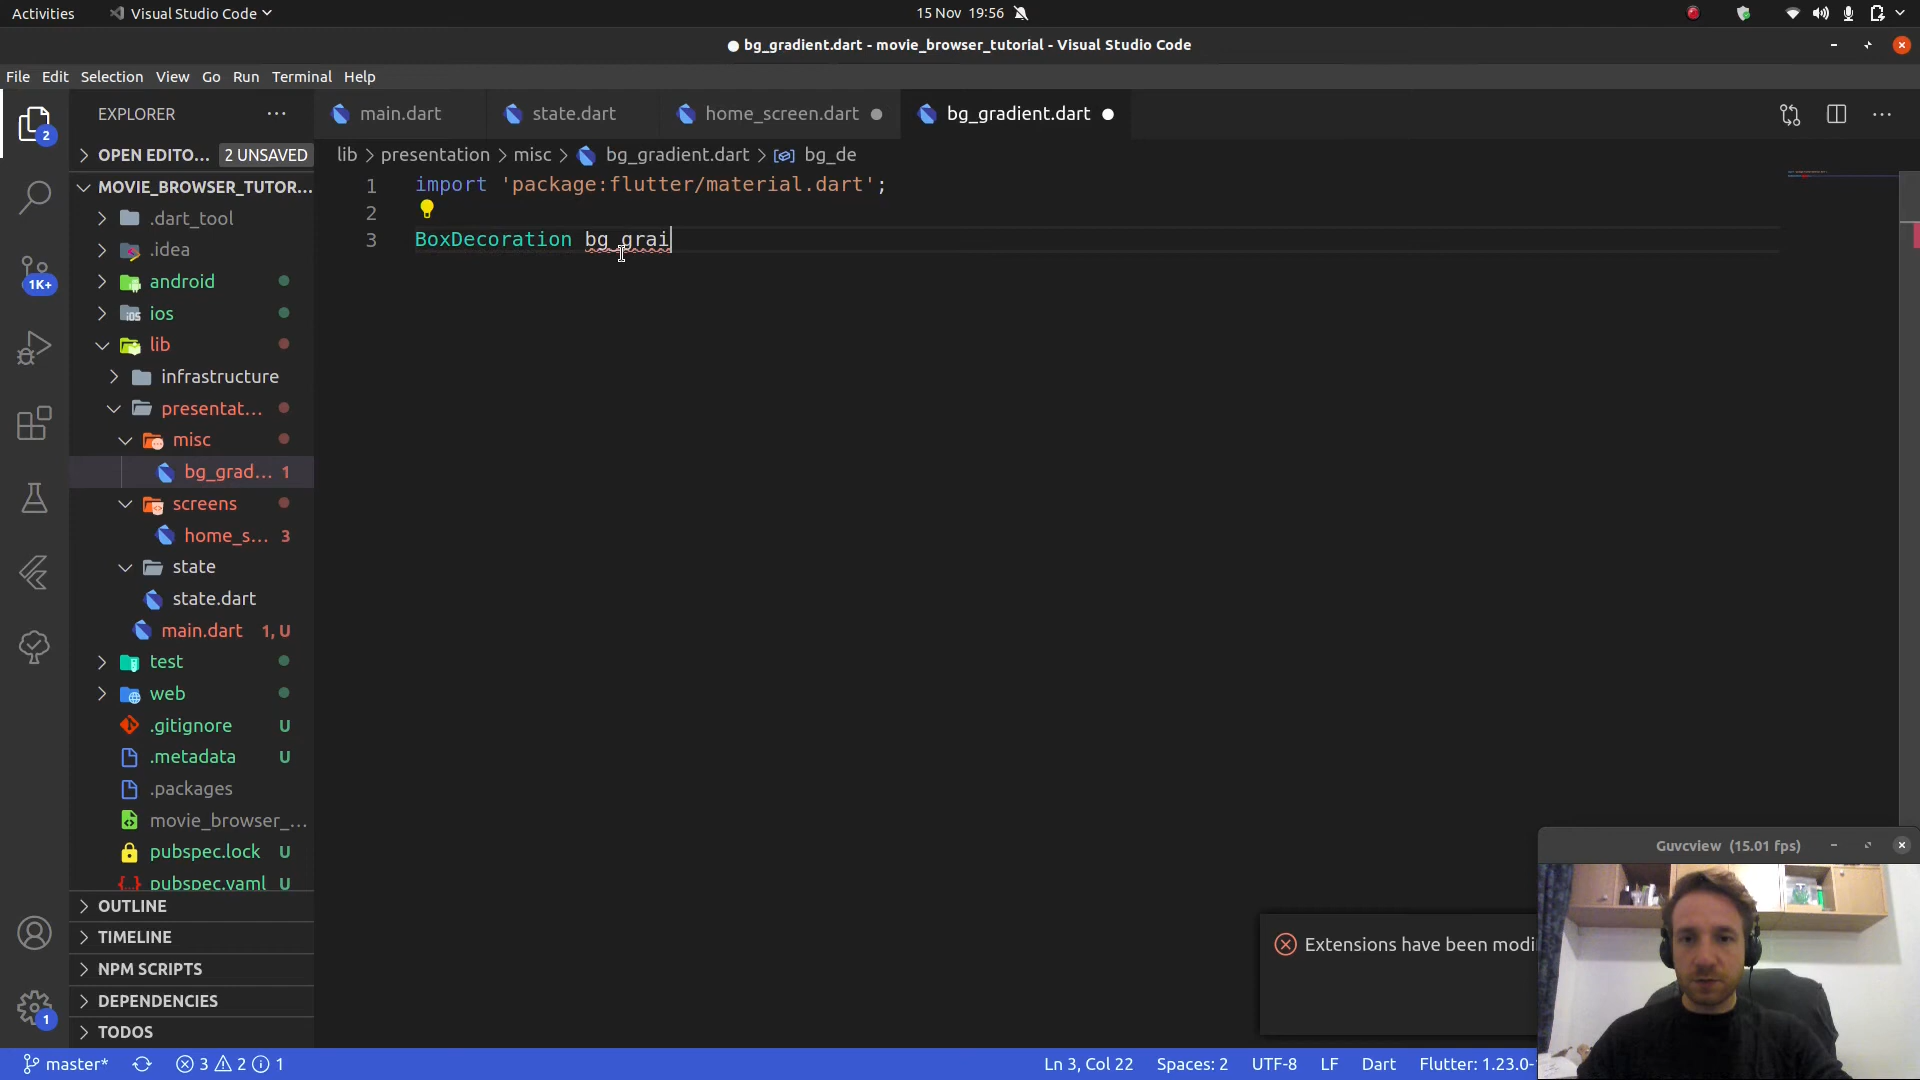 Activities
Visual Studio Code
15 Nov 19:56
● bg_gradient.dart - movie_browser_tutorial - Visual Studio Code
File Edit Selection View Go Run Terminal Help
2
1K+
1
EXPLORER
OPEN EDITO... 2 UNSAVED
MOVIE_BROWSER_TUTOR...
.dart_tool
.idea
android
ios
lib
infrastructure
presentat...
misc
bg_grad... 1
screens
home_s... 3
state
state.dart
main.dart 1, U
test
web
.gitignore U
.metadata U
.packages
movie_browser_...
pubspec.lock U
pubspec.yaml U
OUTLINE
TIMELINE
NPM SCRIPTS
DEPENDENCIES
TODOS
main.dart
state.dart
home_screen.dart
bg_gradient.dart
lib > presentation > misc > bg_gradient.dart > bg_de
1 import 'package:flutter/material.dart';
2
3 BoxDecoration bg_grai
Extensions have been modi
Guvcview (15.01 fps)
master* 3 2 1
Ln 3, Col 22 Spaces: 2 UTF-8 LF Dart Flutter: 1.23.0-